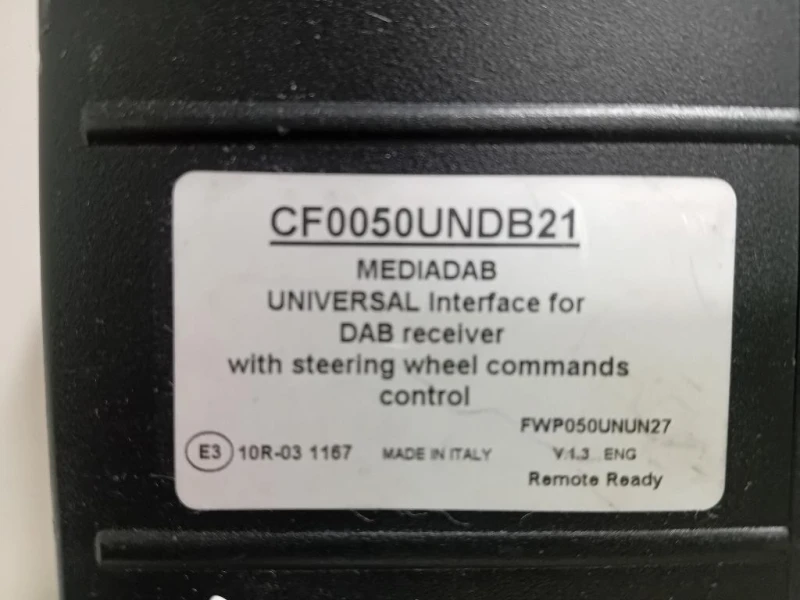 CF0050UNDB21
MEDIADAB
UNIVERSAL Interface for
DAB receiver
with steering wheel commands
control
FWP050UNUN27
E3 10R-03 1167 MADE IN ITALY V.1.3 ENG
Remote Ready